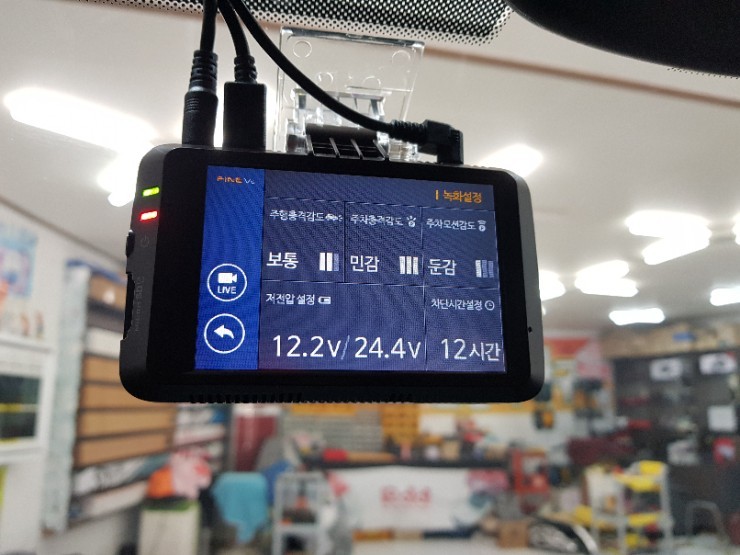 FINEVu
녹화설정
주행충격감도 주차충격감도 주차모션감도
보통 민감 둔감
저전압 설정 차단시간설정
LIVE
12.2V/24.4V 12시간